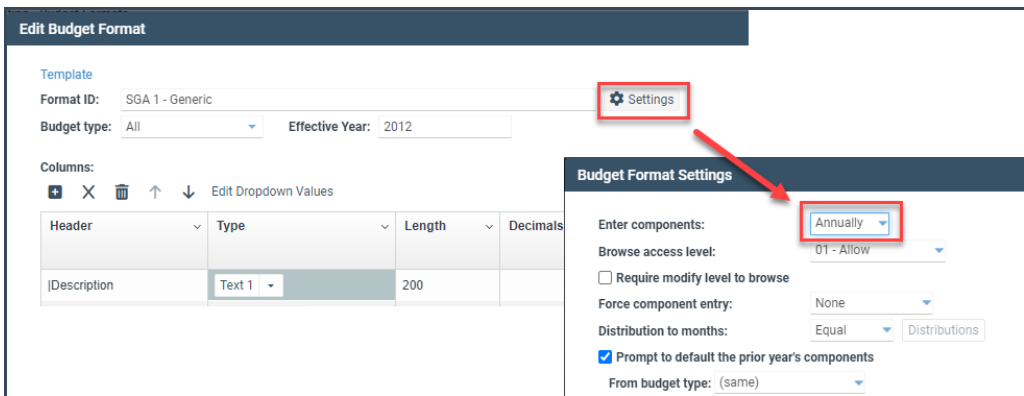 Edit Budget Format
Template
Format ID: SGA 1 - Generic Settings
Budget type: All Effective Year: 2012
Columns:
Edit Dropdown Values
Header Type Length Decimals
|Description Text 1 200
Budget Format Settings
Enter components: Annually
Browse access level: 01 - Allow
Require modify level to browse
Force component entry: None
Distribution to months: Equal Distributions
Prompt to default the prior year's components
From budget type: (same)